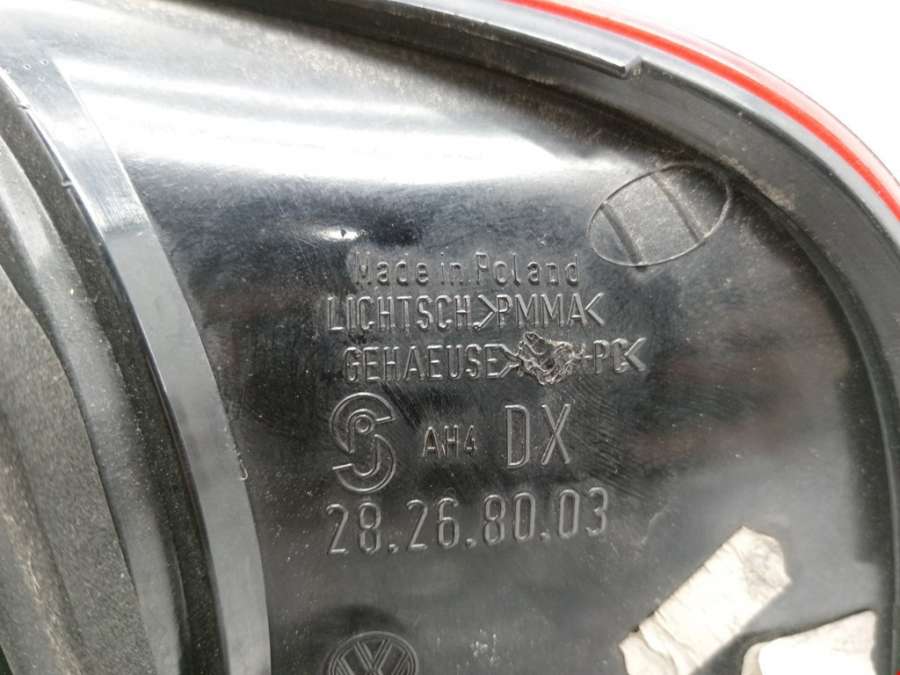 Made in Poland
LICHTSCH>PMMA<
GEHAEUSE> +PC<
AH4 DX
28.26.80.03